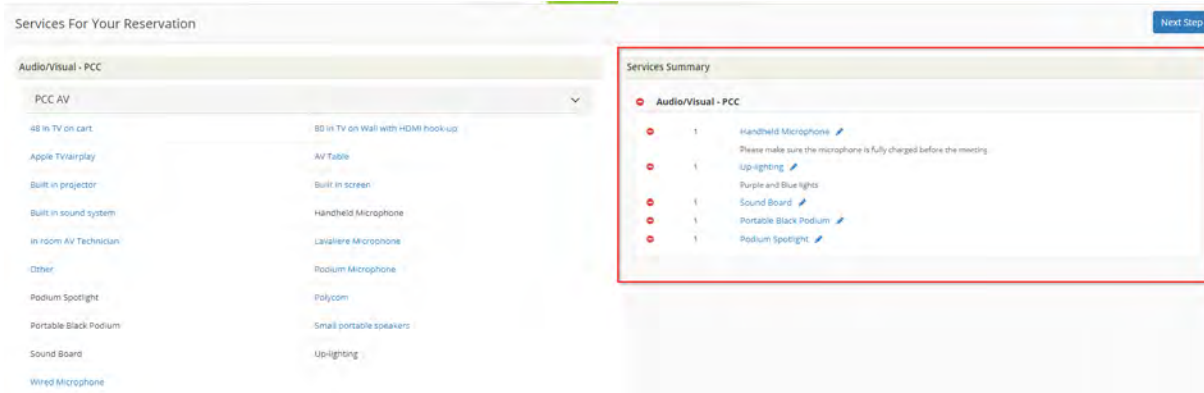 Services For Your Reservation
Next Step
Audio/Visual - PCC
PCC AV
48 in TV on cart
80 in TV on Wall with HDMI hook-up
Apple TV/airplay
AV Table
Built in projector
Built in screen
Built in sound system
Handheld Microphone
In room AV Technician
Lavaliere Microphone
Other
Podium Microphone
Podium Spotlight
Polycom
Portable Black Podium
Small portable speakers
Sound Board
Up-lighting
Wired Microphone
Services Summary
Audio/Visual - PCC
1 Handheld Microphone
Please make sure the microphone is fully charged before the meeting
1 Up-lighting
Purple and Blue lights
1 Sound Board
1 Portable Black Podium
1 Podium Spotlight